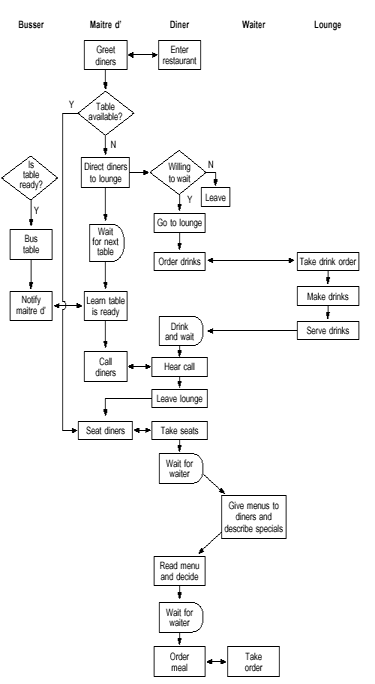 Busser
Maitre d'
Diner
Waiter
Lounge
Greet
diners
Enter
restaurant
Y
Table
available?
N
Is
table
ready?
Y
Direct diners
to lounge
Willing
to wait
N
Leave
Y
Go to lounge
Bus
table
Wait
for next
table
Order drinks
Take drink order
Make drinks
Notify
maitre d'
Learn table
is ready
Drink
and wait
Serve drinks
Call
diners
Hear call
Leave lounge
Seat diners
Take seats
Wait for
waiter
Give menus to
diners and
describe specials
Read menu
and decide
Wait for
waiter
Order
meal
Take
order